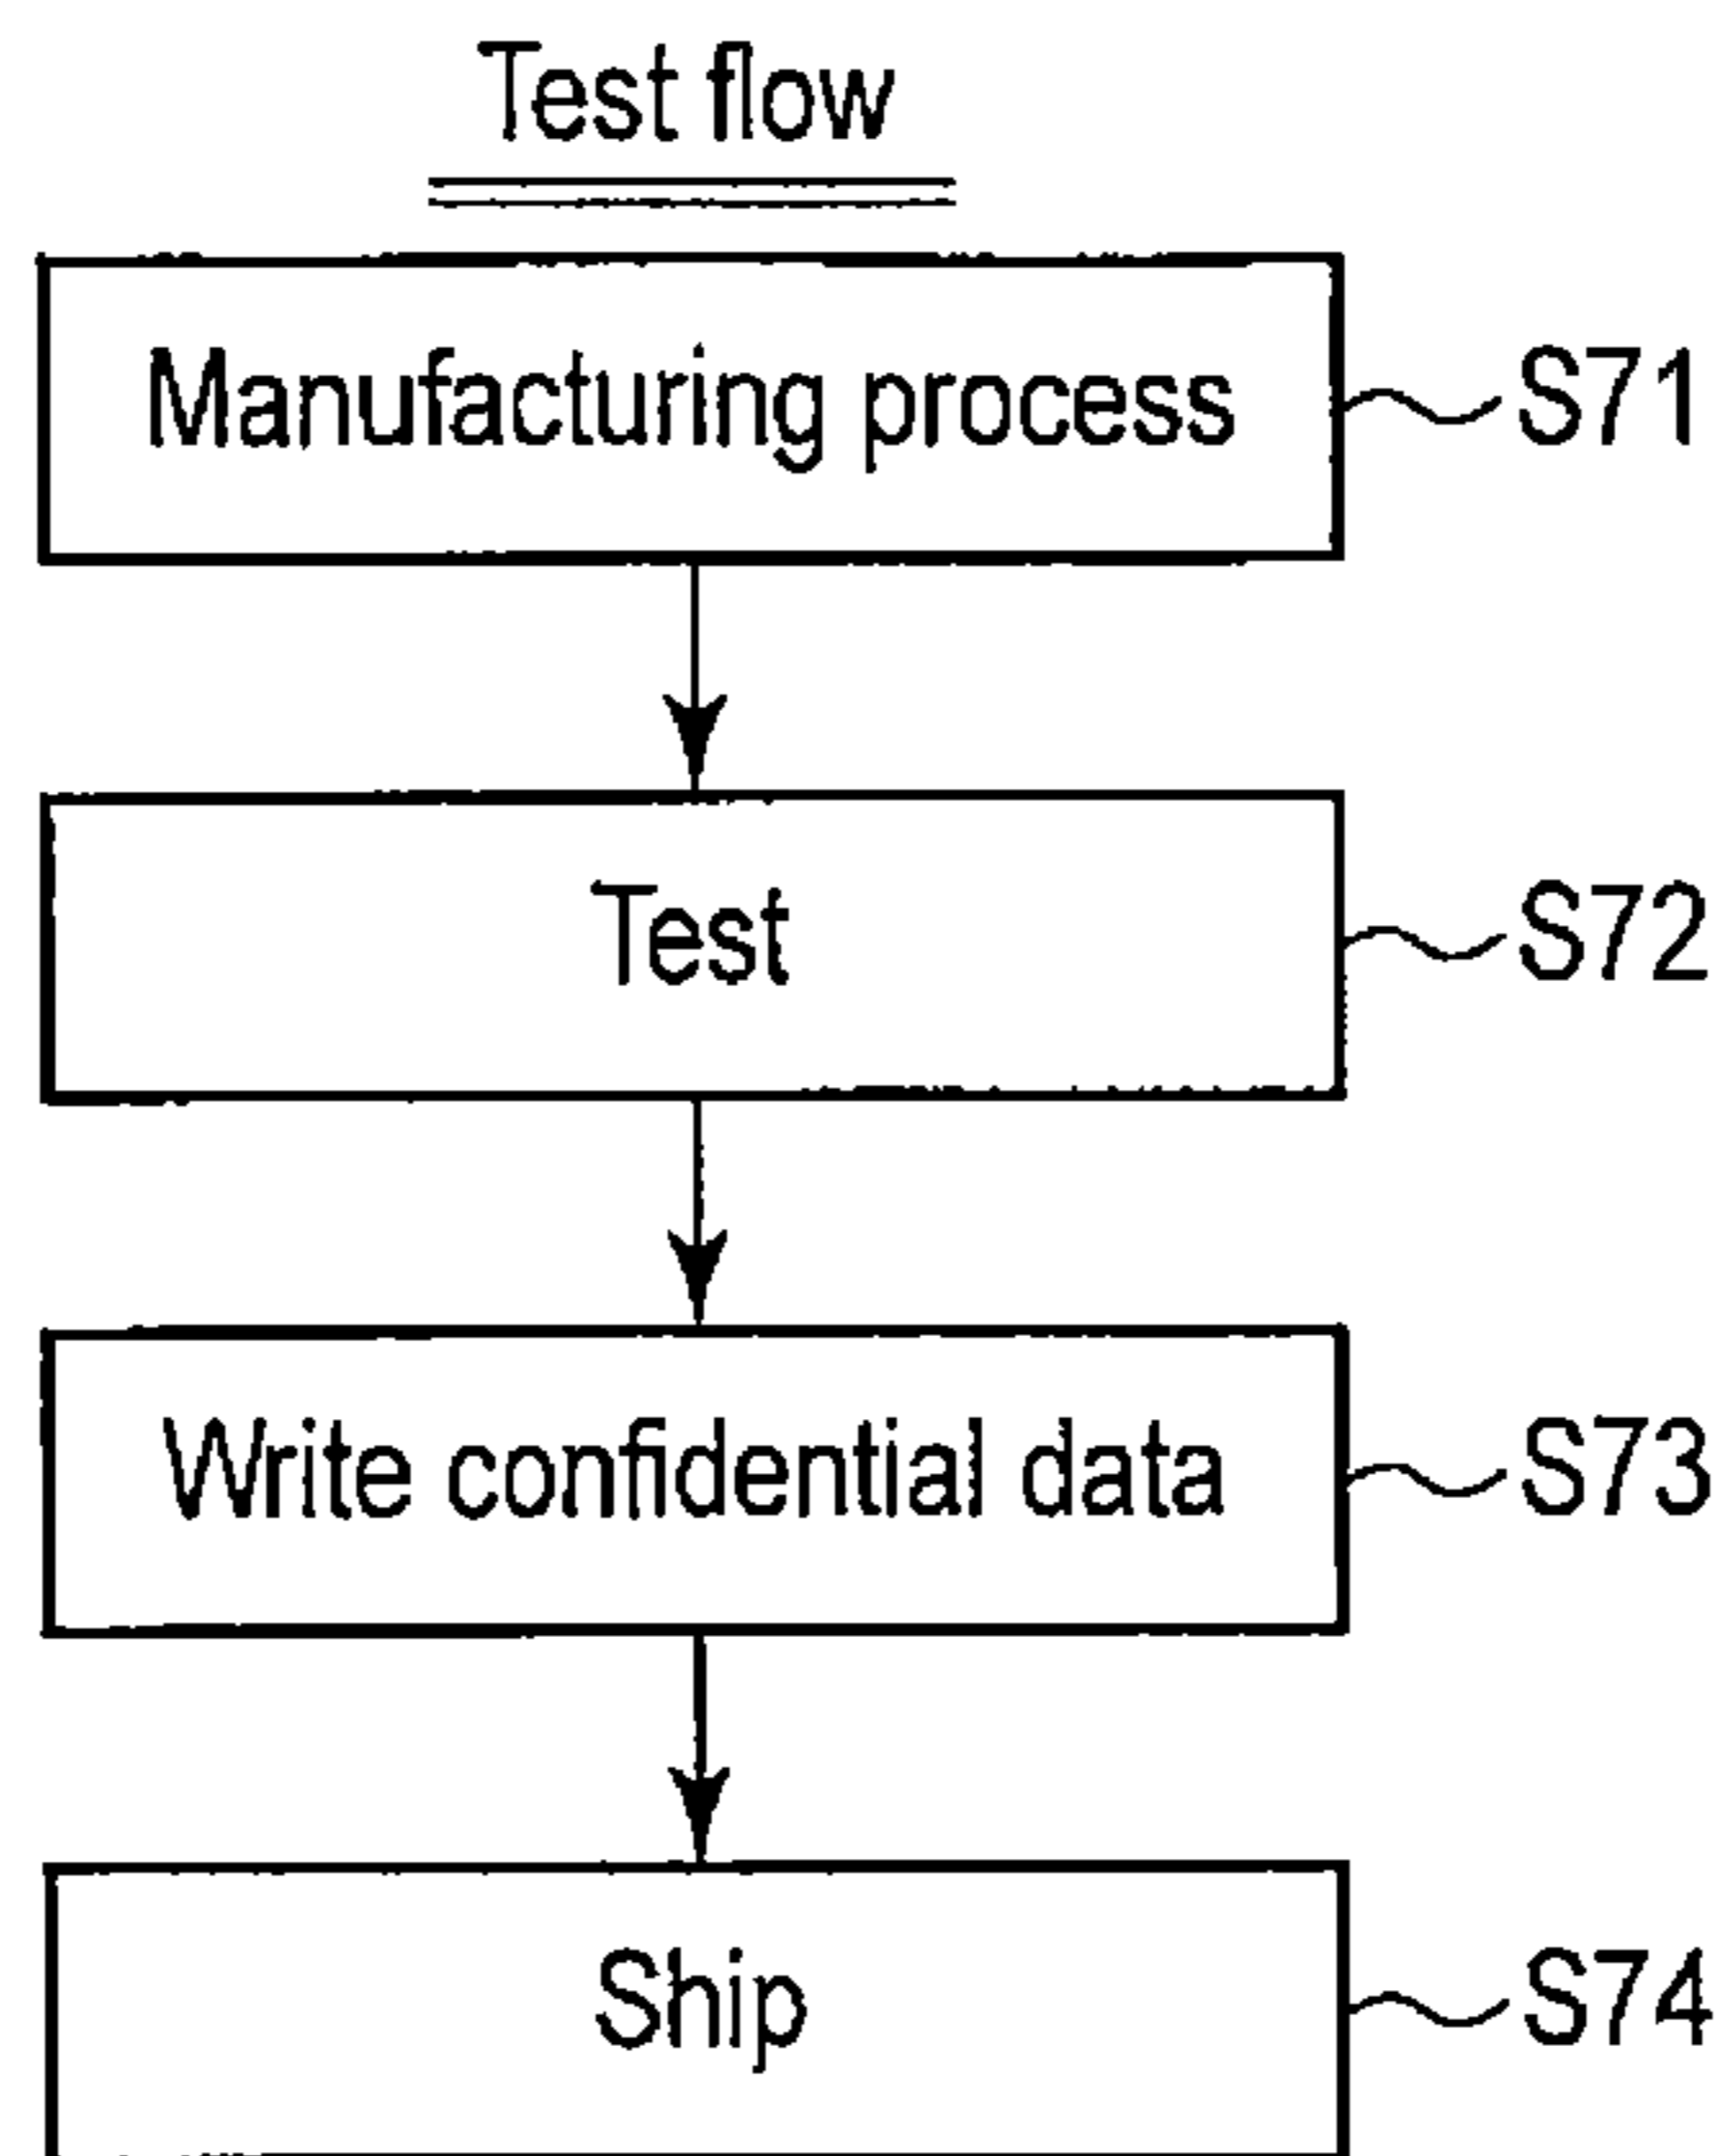 Test flow
Manufacturing process S71
Test S72
Write confidential data S73
Ship S74